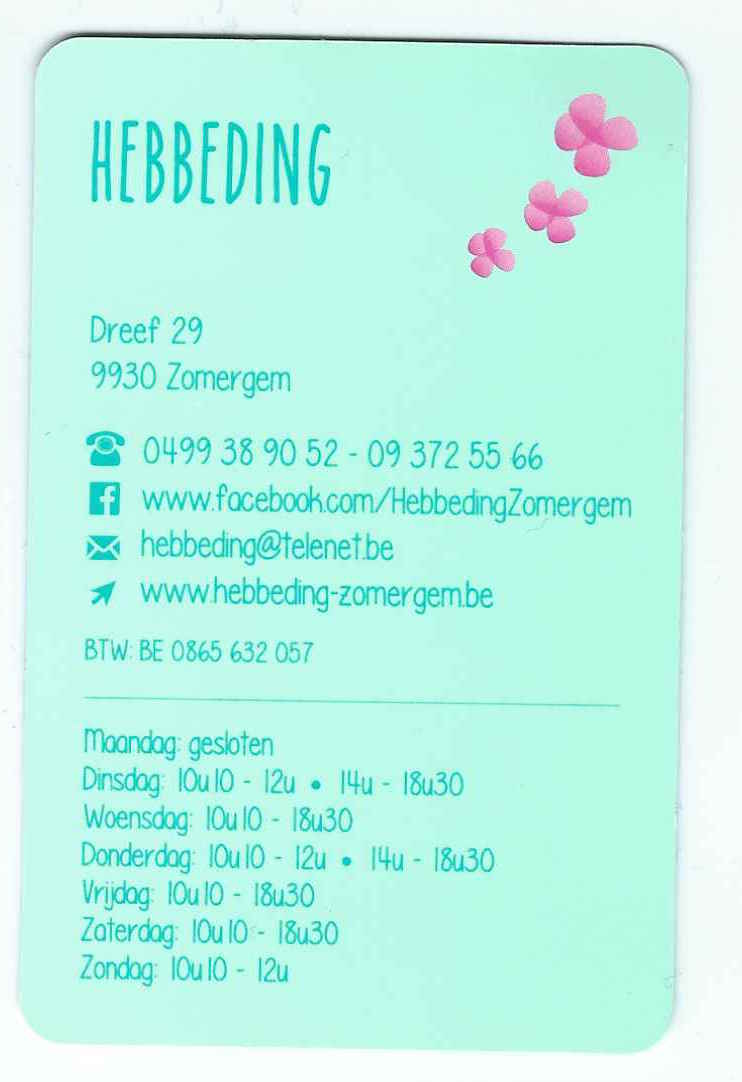 HEBBEDING
Dreef 29
9930 Zomergem
0499 38 90 52 - 09 372 55 66
www.facebook.com/HebbedingZomergem
hebbeding@telenet.be
www.hebbeding-zomergem.be
BTW: BE 0865 632 057
Maandag: gesloten
Dinsdag: 10u10 - 12u • 14u - 18u30
Woensdag: 10u10 - 18u30
Donderdag: 10u10 - 12u • 14u - 18u30
Vrijdag: 10u10 - 18u30
Zaterdag: 10u10 - 18u30
Zondag: 10u10 - 12u